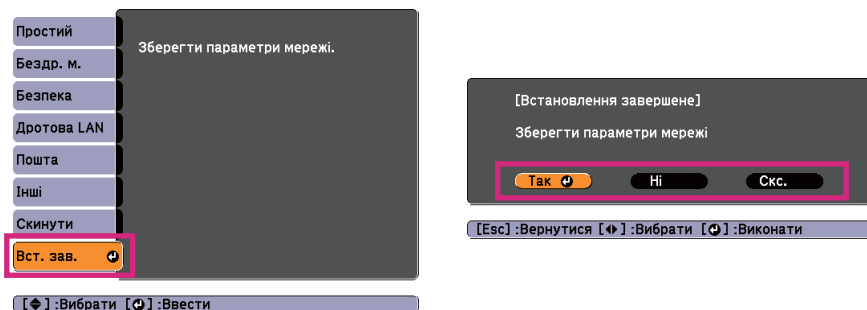 Простий
Бездр. м.
Безпека
Дротова LAN
Пошта
Інші
Скинути
Вст. зав.
Зберегти параметри мережі.
[ ] :Вибрати [ ] :Ввести
[Встановлення завершене]
Зберегти параметри мережі
Так Ні Скс.
[Esc] :Вернутися [ ] :Вибрати [ ] :Виконати